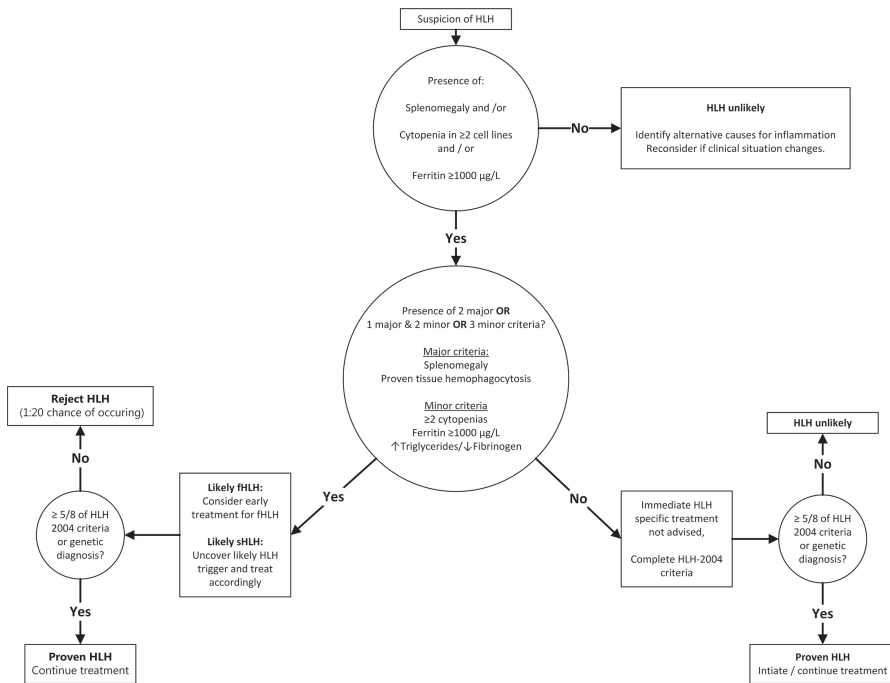 Suspicion of HLH
Presence of:
Splenomegaly and /or
Cytopenia in ≥2 cell lines
and / or
Ferritin ≥1000 µg/L
No
HLH unlikely
Identify alternative causes for inflammation
Reconsider if clinical situation changes.
Yes
Presence of 2 major OR
1 major & 2 minor OR 3 minor criteria?
Major criteria:
Splenomegaly
Proven tissue hemophagocytosis
Minor criteria
≥2 cytopenias
Ferritin ≥1000 µg/L
↑Triglycerides/↓Fibrinogen
Yes
Likely fHLH:
Consider early
treatment for fHLH
Likely sHLH:
Uncover likely HLH
trigger and treat
accordingly
≥ 5/8 of HLH
2004 criteria
or genetic
diagnosis?
No
Reject HLH
(1:20 chance of occuring)
Yes
Proven HLH
Continue treatment
No
Immediate HLH
specific treatment
not advised,
Complete HLH-2004
criteria
≥ 5/8 of HLH
2004 criteria
or genetic
diagnosis?
No
HLH unlikely
Yes
Proven HLH
Intiate / continue treatment